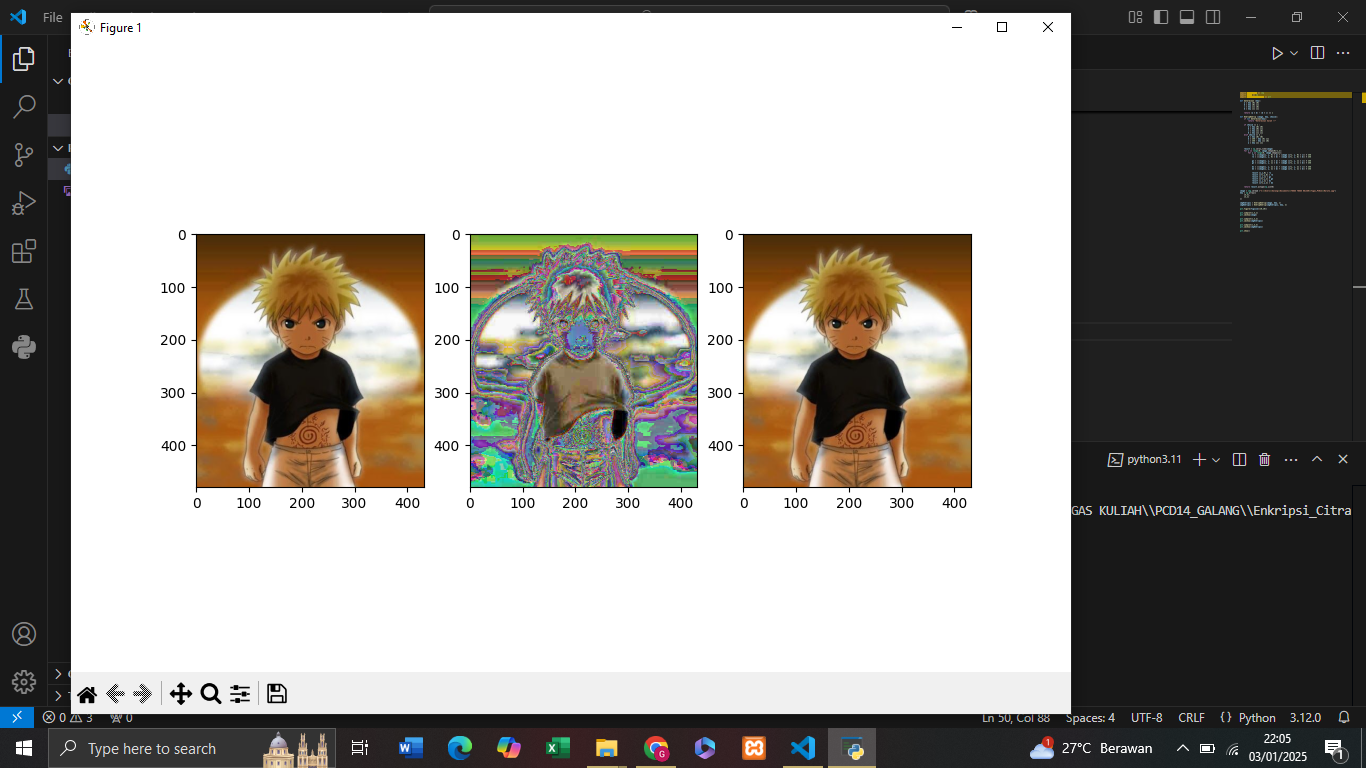 File
Figure 1
0
100
200
300
400
0
100
200
300
400
0
100
200
300
400
0
100
200
300
400
0
100
200
300
400
0
100
200
300
400
python3.11
GAS KULIAH\\PCD14_GALANG\\Enkripsi_Citra
0 3 0
Ln 50, Col 88
Spaces: 4
UTF-8
CRLF
{ } Python
3.12.0
Type here to search
27°C Berawan
22:05
03/01/2025